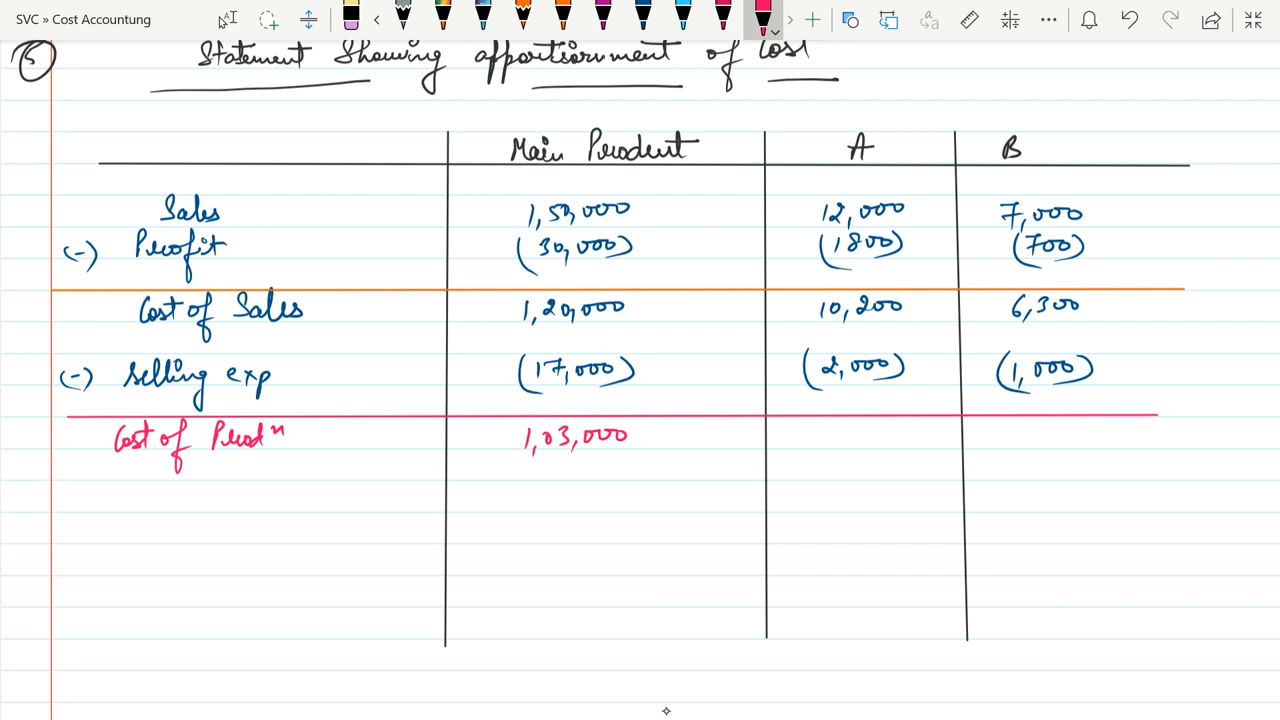 SVC » Cost Accountung
5 Statement Showing apportionment of Cost
Main Product A B
Sales 1,50,000 12,000 7,000
(-) Profit (30,000) (1800) (700)
Cost of Sales 1,20,000 10,200 6,300
(-) Selling exp (17,000) (2,000) (1,000)
Cost of Prodⁿ 1,03,000